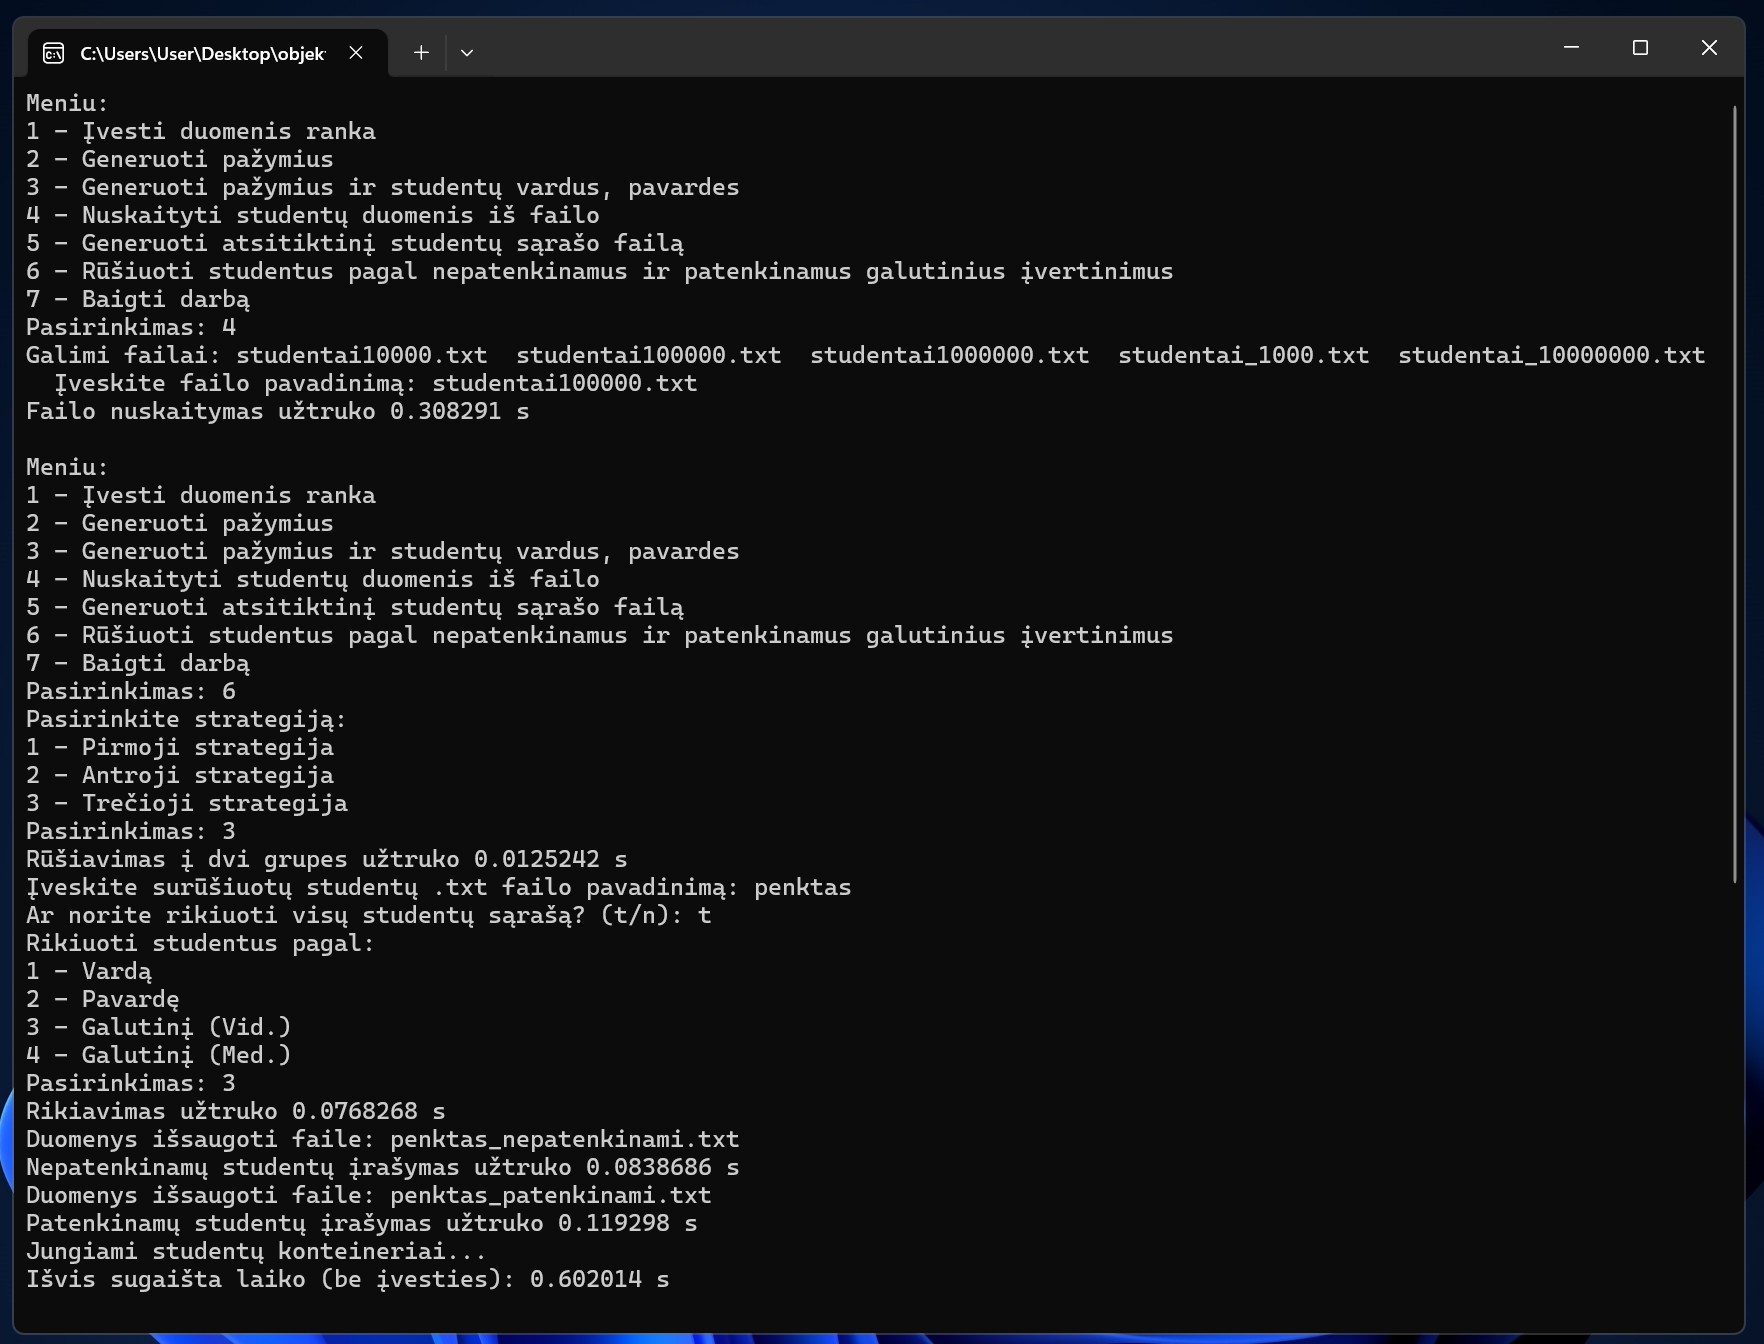 C:\Users\User\Desktop\objek
Meniu:
1 - Įvesti duomenis ranka
2 - Generuoti pažymius
3 - Generuoti pažymius ir studentų vardus, pavardes
4 - Nuskaityti studentų duomenis iš failo
5 - Generuoti atsitiktinį studentų sąrašo failą
6 - Rūšiuoti studentus pagal nepatenkinamus ir patenkinamus galutinius įvertinimus
7 - Baigti darbą
Pasirinkimas: 4
Galimi failai: studentai10000.txt  studentai100000.txt  studentai1000000.txt  studentai_1000.txt  studentai_10000000.txt
  Įveskite failo pavadinimą: studentai100000.txt
Failo nuskaitymas užtruko 0.308291 s
Meniu:
1 - Įvesti duomenis ranka
2 - Generuoti pažymius
3 - Generuoti pažymius ir studentų vardus, pavardes
4 - Nuskaityti studentų duomenis iš failo
5 - Generuoti atsitiktinį studentų sąrašo failą
6 - Rūšiuoti studentus pagal nepatenkinamus ir patenkinamus galutinius įvertinimus
7 - Baigti darbą
Pasirinkimas: 6
Pasirinkite strategiją:
1 - Pirmoji strategija
2 - Antroji strategija
3 - Trečioji strategija
Pasirinkimas: 3
Rūšiavimas į dvi grupes užtruko 0.0125242 s
Įveskite surūšiuotų studentų .txt failo pavadinimą: penktas
Ar norite rikiuoti visų studentų sąrašą? (t/n): t
Rikiuoti studentus pagal:
1 - Vardą
2 - Pavardę
3 - Galutinį (Vid.)
4 - Galutinį (Med.)
Pasirinkimas: 3
Rikiavimas užtruko 0.0768268 s
Duomenys išsaugoti faile: penktas_nepatenkinami.txt
Nepatenkinamų studentų įrašymas užtruko 0.0838686 s
Duomenys išsaugoti faile: penktas_patenkinami.txt
Patenkinamų studentų įrašymas užtruko 0.119298 s
Jungiami studentų konteineriai...
Išvis sugaišta laiko (be įvesties): 0.602014 s